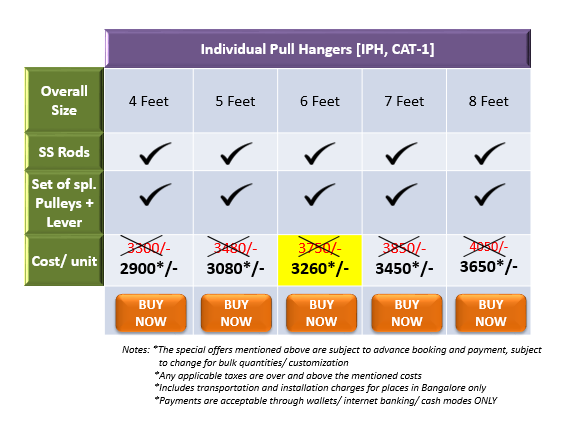 Individual Pull Hangers [IPH, CAT-1]
Overall Size 4 Feet 5 Feet 6 Feet 7 Feet 8 Feet
SS Rods
Set of spl. Pulleys + Lever
3300/- 3480/- 3750/- 3850/- 4050/-
Cost/ unit 2900*/- 3080*/- 3260*/- 3450*/- 3650*/-
BUY NOW BUY NOW BUY NOW BUY NOW BUY NOW
Notes: *The special offers mentioned above are subject to advance booking and payment, subject
to change for bulk quantities/ customization
*Any applicable taxes are over and above the mentioned costs
*Includes transportation and installation charges for places in Bangalore only
*Payments are acceptable through wallets/ internet banking/ cash modes ONLY